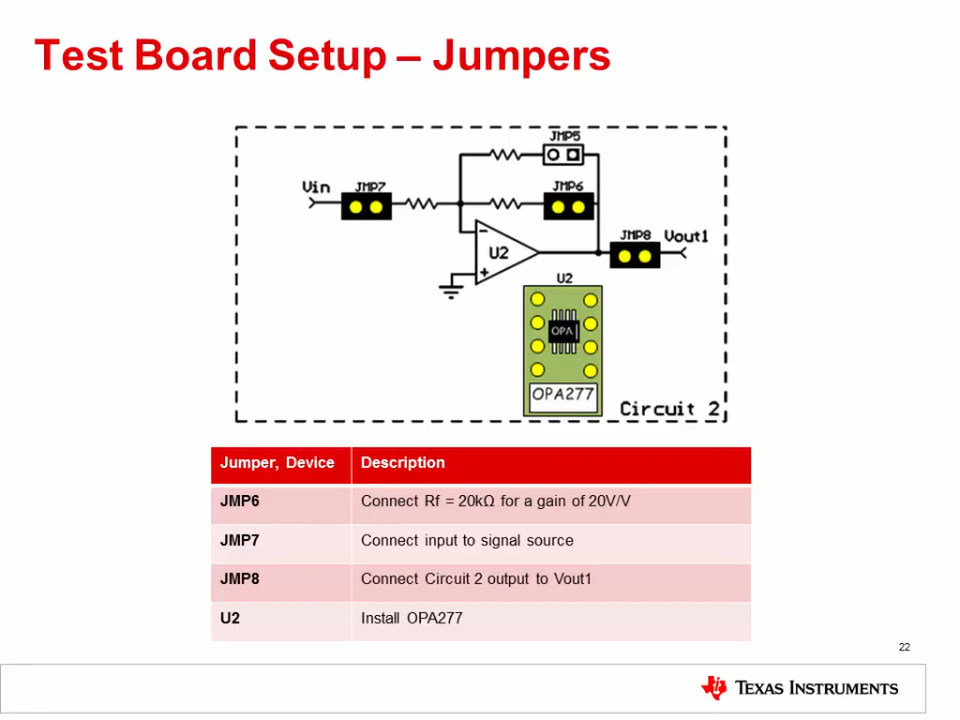 Test Board Setup – Jumpers
JMP5
Vin
JMP7
JMP6
JMP8
Vout1
U2
U2
OPA
OPA277
Circuit 2
Jumper, Device Description
JMP6 Connect Rf = 20kΩ for a gain of 20V/V
JMP7 Connect input to signal source
JMP8 Connect Circuit 2 output to Vout1
U2 Install OPA277
22
TEXAS INSTRUMENTS